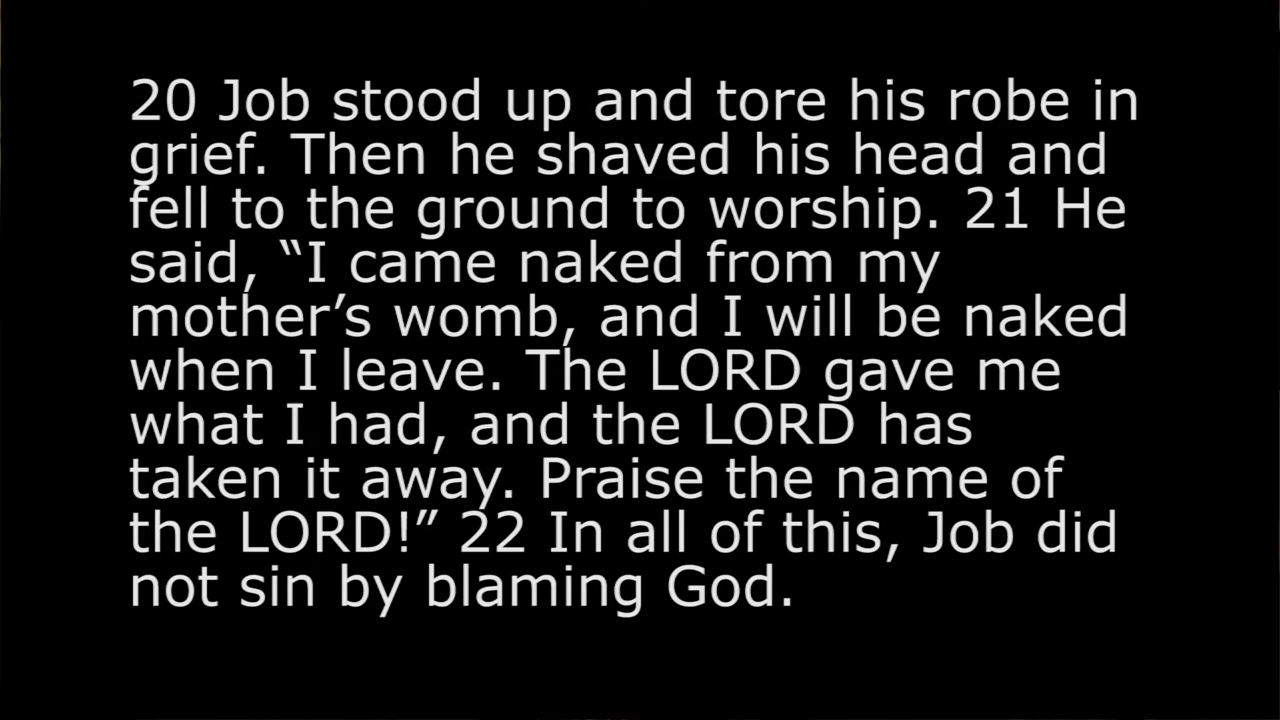 20 Job stood up and tore his robe in
grief. Then he shaved his head and
fell to the ground to worship. 21 He
said, “I came naked from my
mother’s womb, and I will be naked
when I leave. The LORD gave me
what I had, and the LORD has
taken it away. Praise the name of
the LORD!” 22 In all of this, Job did
not sin by blaming God.